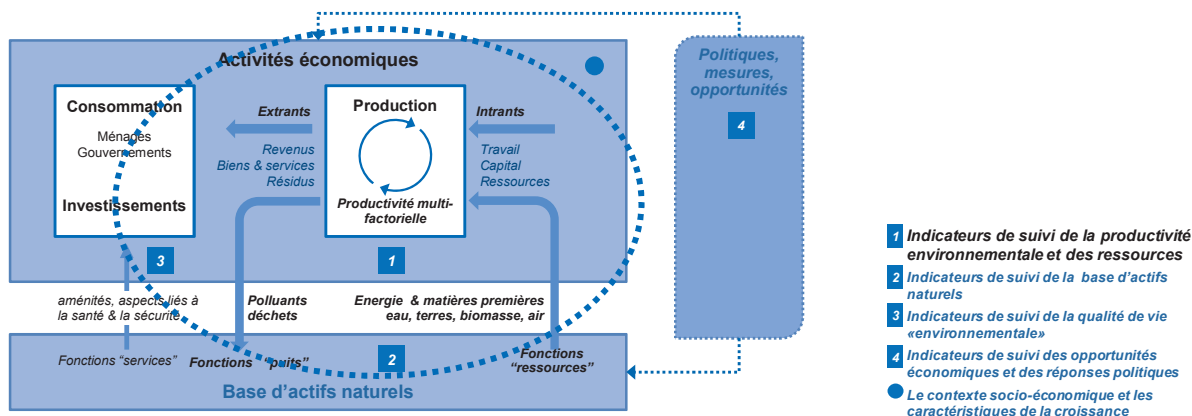 Activités économiques
Consommation
Ménages
Gouvernements
Investissements
3
Extrants
Revenus
Biens & services
Résidus
Production
Productivité multi-
factorielle
1
Intrants
Travail
Capital
Ressources
Politiques,
mesures,
opportunités
4
aménités, aspects liés à
la santé & la sécurité
Polluants
déchets
Energie & matières premières
eau, terres, biomasse, air
Fonctions "services"
Fonctions "puits"
2
Fonctions
"ressources"
Base d'actifs naturels
1 Indicateurs de suivi de la productivité
environnementale et des ressources
2 Indicateurs de suivi de la base d'actifs
naturels
3 Indicateurs de suivi de la qualité de vie
«environnementale»
4 Indicateurs de suivi des opportunités
économiques et des réponses politiques
Le contexte socio-économique et les
caractéristiques de la croissance